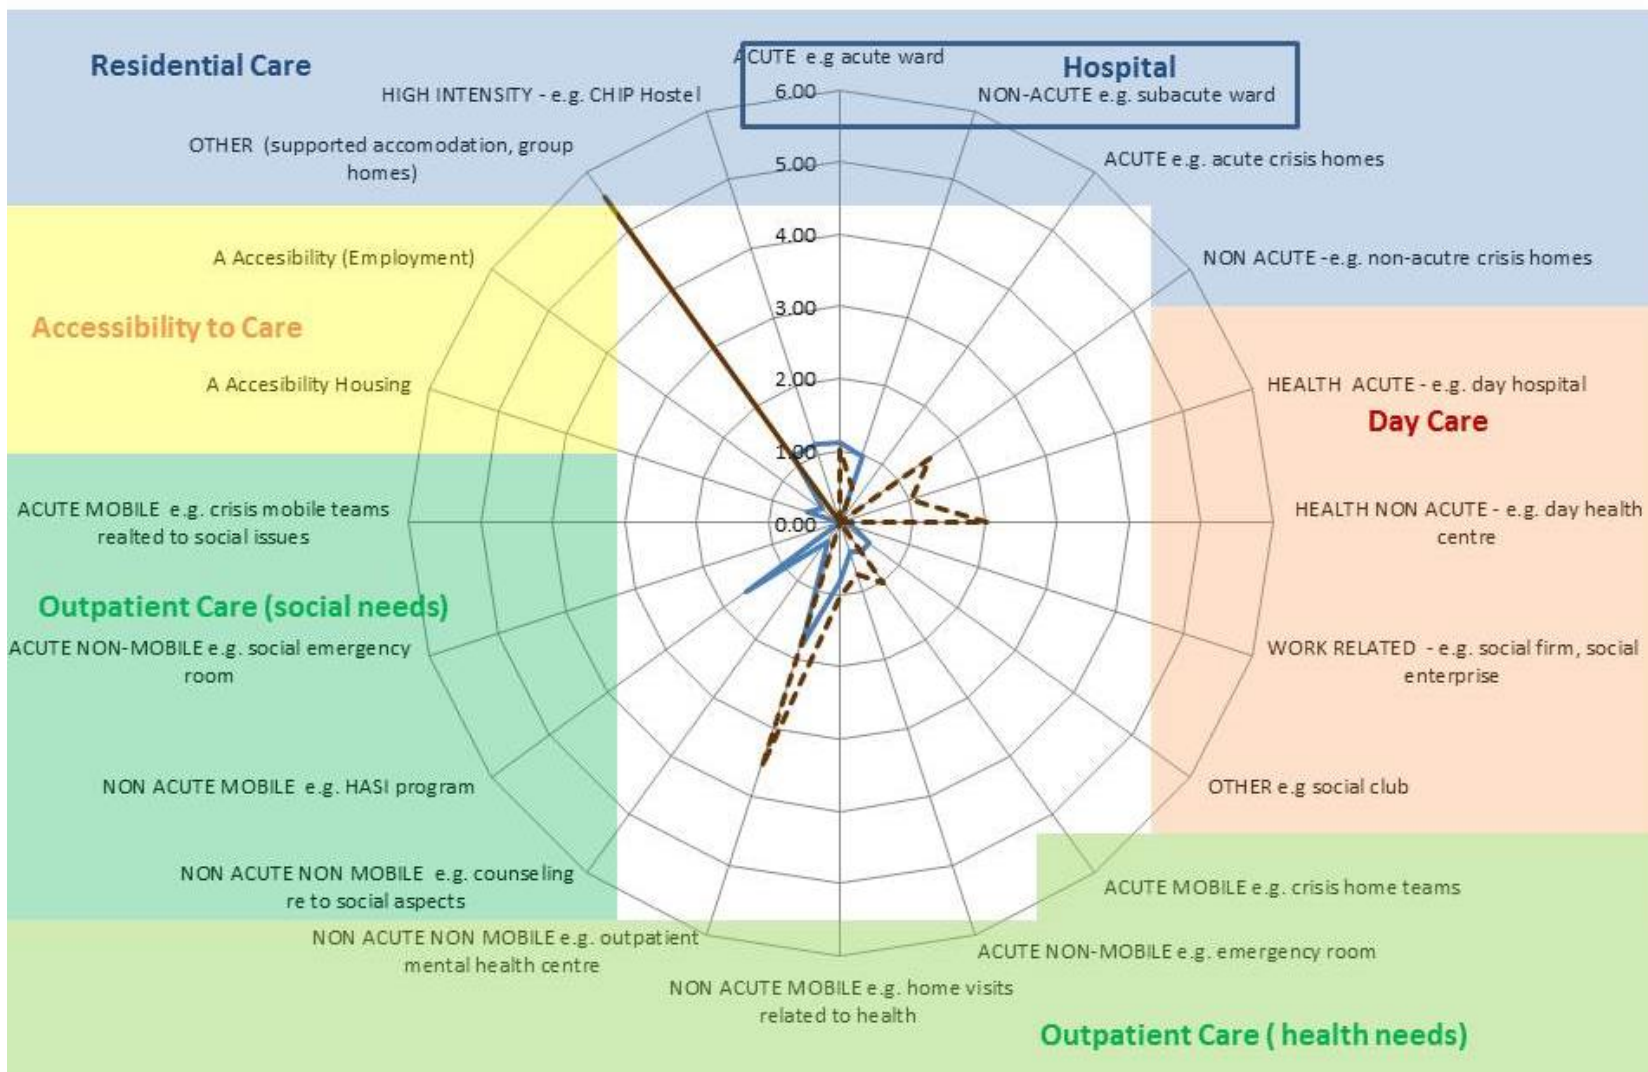 Residential Care
ACUTE e.g acute ward
Hospital
HIGH INTENSITY - e.g. CHIP Hostel
6.00
NON-ACUTE e.g. subacute ward
OTHER (supported accomodation, group
homes)
5.00
ACUTE e.g. acute crisis homes
4.00
A Accesibility (Employment)
NON ACUTE -e.g. non-acutre crisis homes
3.00
Accessibility to Care
2.00
A Accesibility Housing
HEALTH ACUTE - e.g. day hospital
Day Care
1.00
ACUTE MOBILE e.g. crisis mobile teams
realted to social issues
0.00
HEALTH NON ACUTE - e.g. day health
centre
Outpatient Care (social needs)
ACUTE NON-MOBILE e.g. social emergency
room
WORK RELATED - e.g. social firm, social
enterprise
NON ACUTE MOBILE e.g. HASI program
OTHER e.g social club
NON ACUTE NON MOBILE e.g. counseling
re to social aspects
ACUTE MOBILE e.g. crisis home teams
NON ACUTE NON MOBILE e.g. outpatient
mental health centre
ACUTE NON-MOBILE e.g. emergency room
NON ACUTE MOBILE e.g. home visits
related to health
Outpatient Care ( health needs)